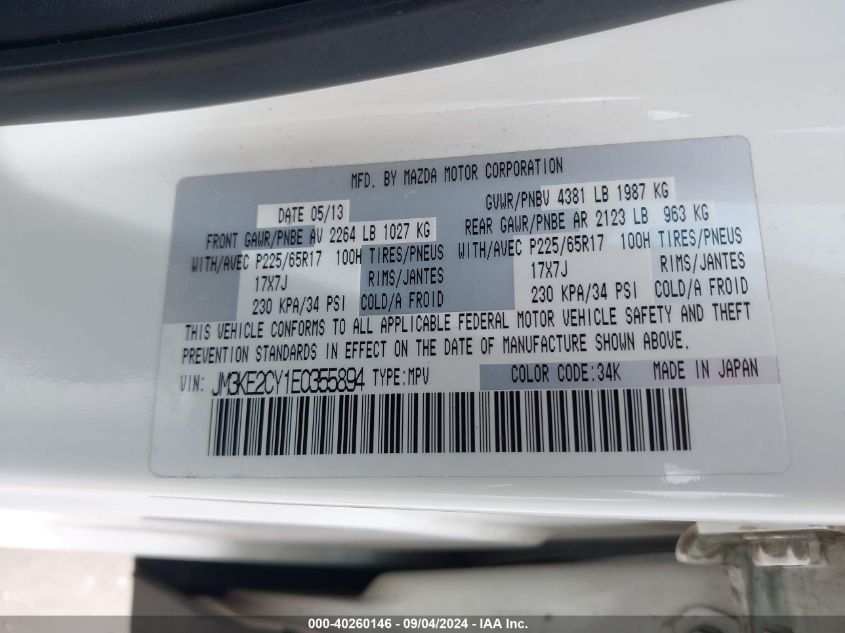 MFD. BY MAZDA MOTOR CORPORATION
DATE 05/13 GVWR/PNBV 4381 LB 1987 KG
FRONT GAWR/PNBE AV 2264 LB 1027 KG REAR GAWR/PNBE AR 2123 LB 963 KG
WITH/AVEC P225/65R17 100H TIRES/PNEUS WITH/AVEC P225/65R17 100H TIRES/PNEUS
17X7J RIMS/JANTES 17X7J RIMS/JANTES
230 KPA/34 PSI COLD/A FROID 230 KPA/34 PSI COLD/A FROID
THIS VEHICLE CONFORMS TO ALL APPLICABLE FEDERAL MOTOR VEHICLE SAFETY AND THEFT
PREVENTION STANDARDS IN EFFECT ON THE DATE OF MANUFACTURE SHOWN ABOVE.
VIN: JM3KE2CY1E0355894 TYPE:MPV COLOR CODE:34K MADE IN JAPAN
000-40260146 - 09/04/2024 - IAA Inc.